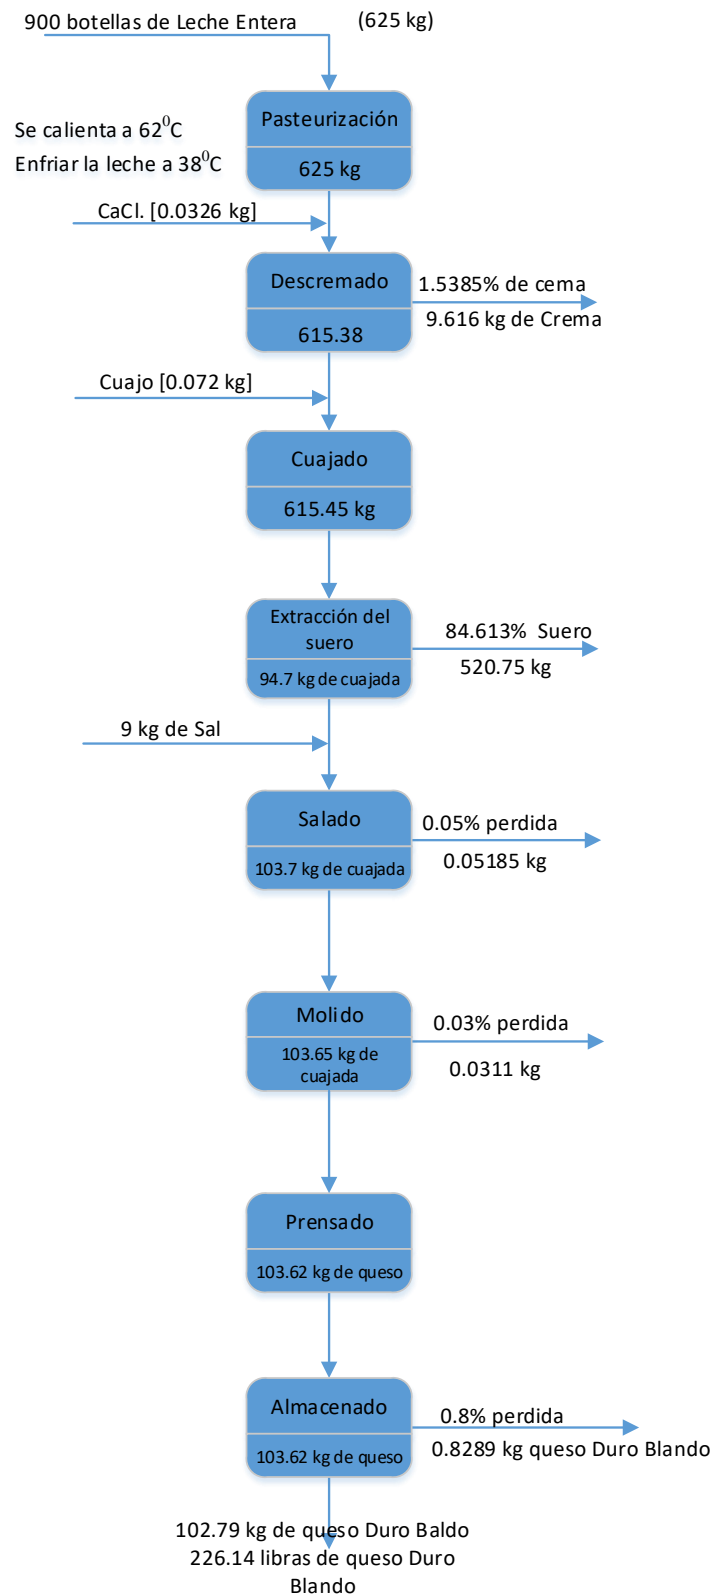 900 botellas de Leche Entera (625 kg)
Pasteurización
625 kg
Se calienta a 62⁰C
Enfriar la leche a 38⁰C
CaCl. [0.0326 kg]
Descremado
615.38
1.5385% de cema
9.616 kg de Crema
Cuajo [0.072 kg]
Cuajado
615.45 kg
Extracción del
suero
94.7 kg de cuajada
84.613% Suero
520.75 kg
9 kg de Sal
Salado
103.7 kg de cuajada
0.05% perdida
0.05185 kg
Molido
103.65 kg de
cuajada
0.03% perdida
0.0311 kg
Prensado
103.62 kg de queso
Almacenado
103.62 kg de queso
0.8% perdida
0.8289 kg queso Duro Blando
102.79 kg de queso Duro Baldo
226.14 libras de queso Duro
Blando